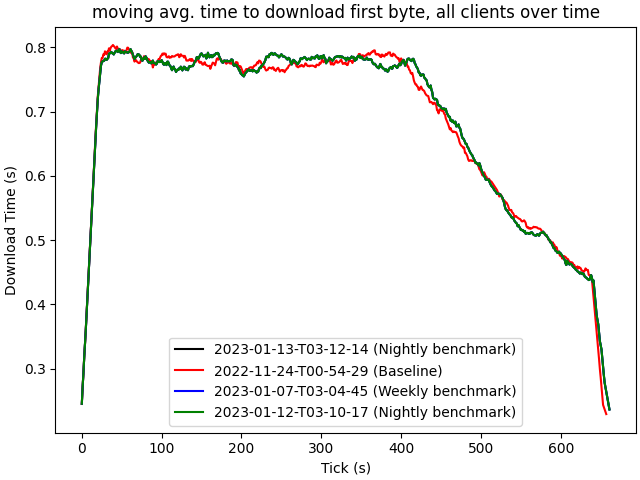 moving avg. time to download first byte, all clients over time
0.8
0.7
0.6
0.5
0.4
0.3
Download Time (s)
2023-01-13-T03-12-14 (Nightly benchmark)
2022-11-24-T00-54-29 (Baseline)
2023-01-07-T03-04-45 (Weekly benchmark)
2023-01-12-T03-10-17 (Nightly benchmark)
0 100 200 300 400 500 600
Tick (s)